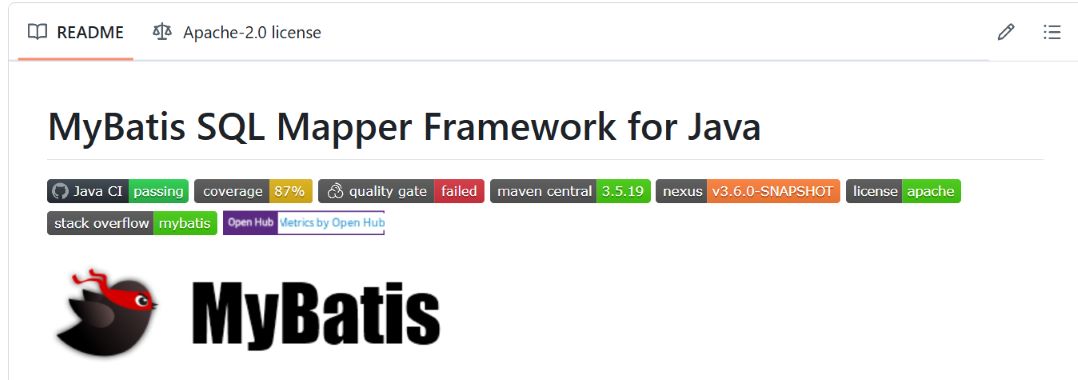 README Apache-2.0 license
MyBatis SQL Mapper Framework for Java
Java CI passing coverage 87% quality gate failed maven central 3.5.19 nexus v3.6.0-SNAPSHOT license apache
stack overflow mybatis Open Hub Metrics by Open Hub
MyBatis